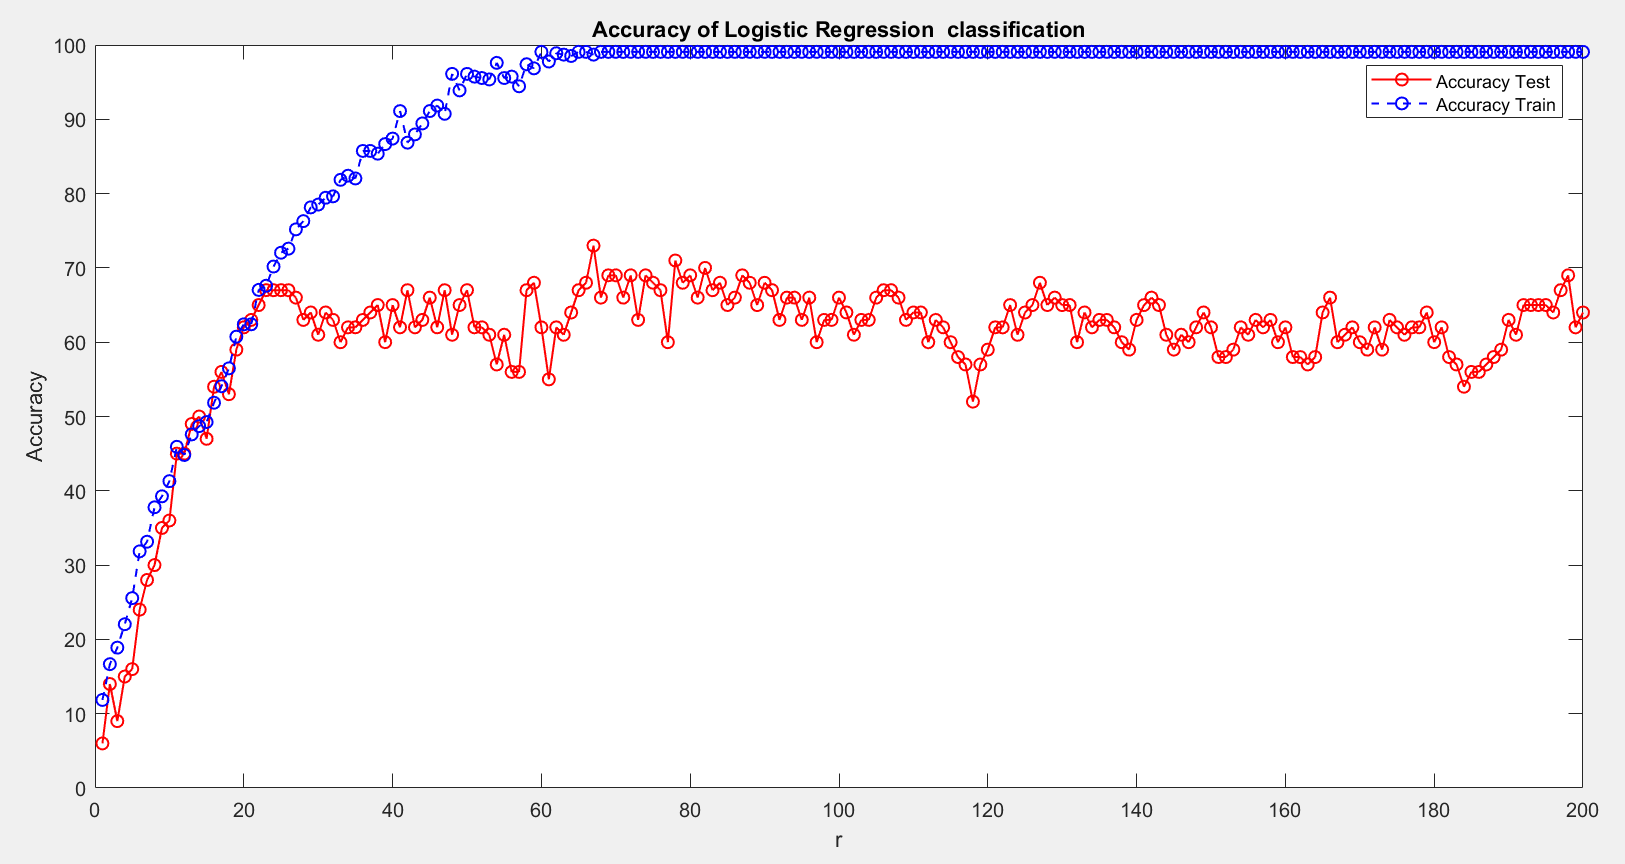 Accuracy of Logistic Regression  classification
100
90
80
70
60
50
40
30
20
10
0
Accuracy
Accuracy Test
Accuracy Train
0 20 40 60 80 100 120 140 160 180 200
r